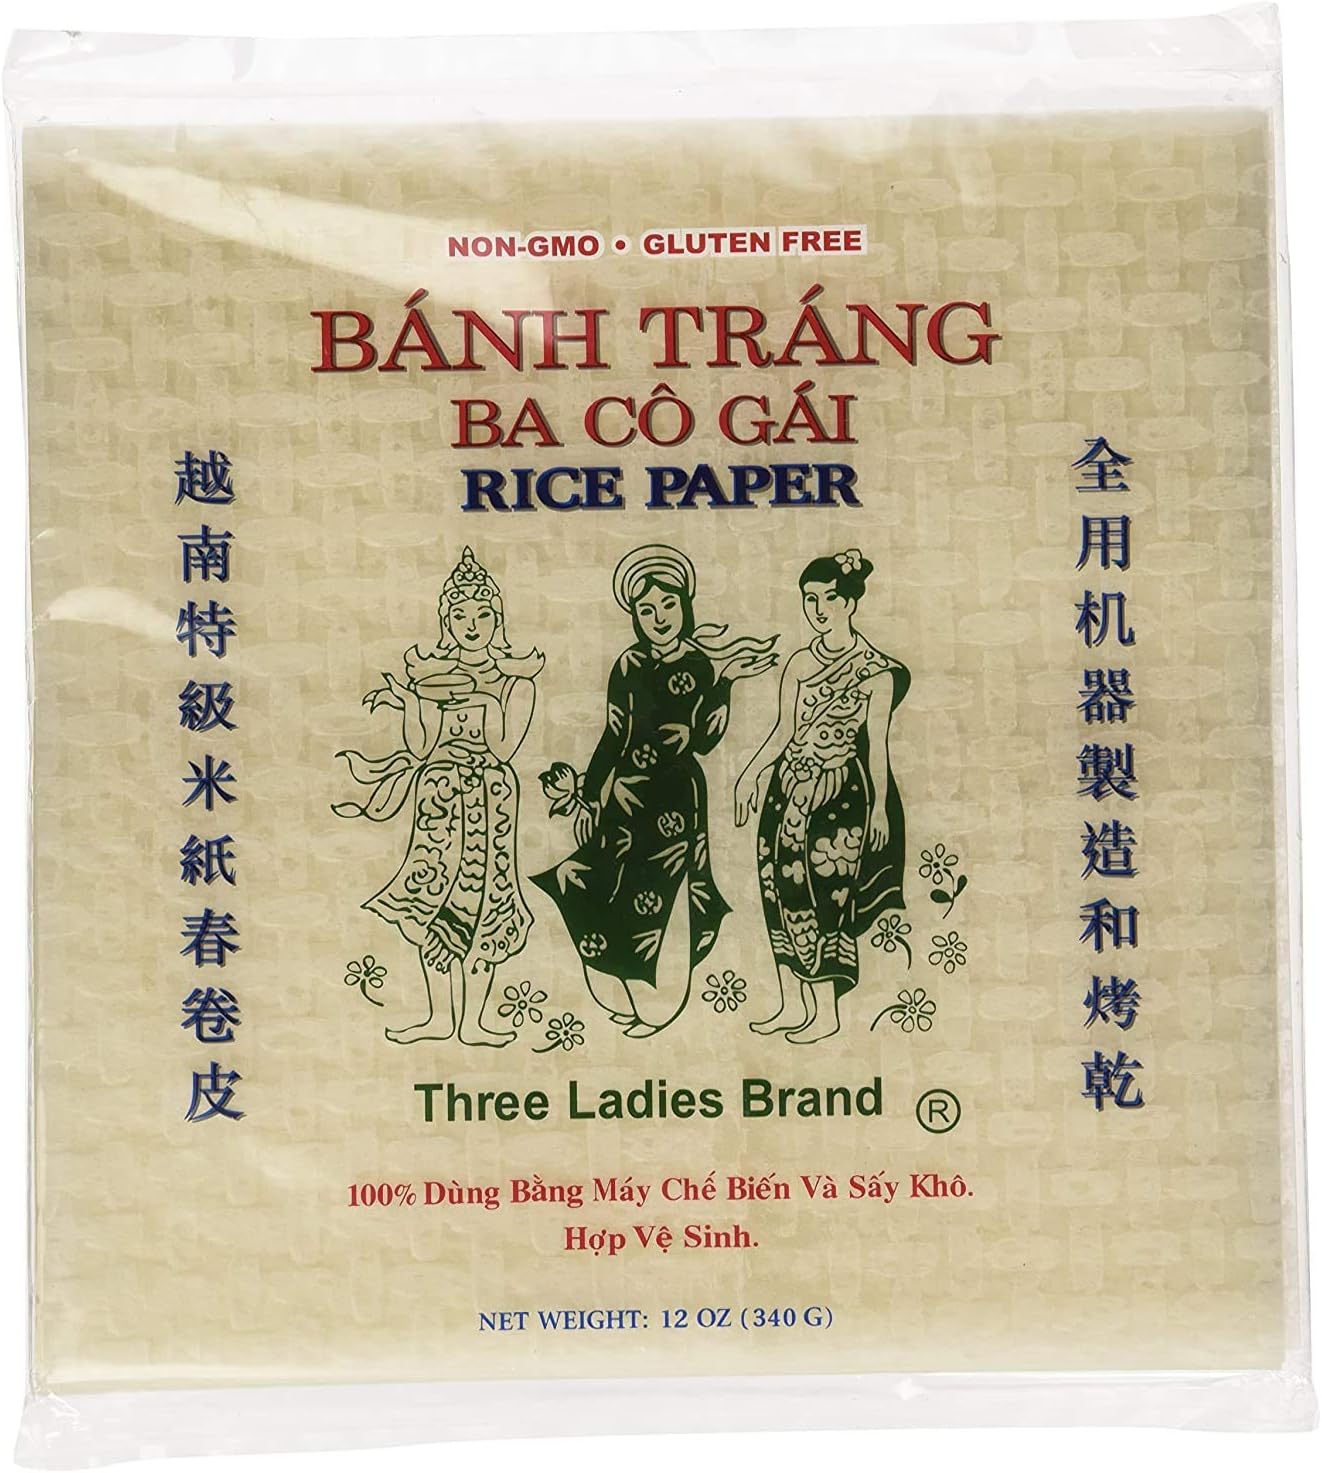 NON-GMO • GLUTEN FREE
BÁNH TRÁNG
BA CÔ GÁI
RICE PAPER
越南特級米紙春卷皮
全用机器製造和烤乾
Three Ladies Brand ®
100% Dùng Bằng Máy Chế Biến Và Sấy Khô.
Hợp Vệ Sinh.
NET WEIGHT: 12 OZ (340 G)